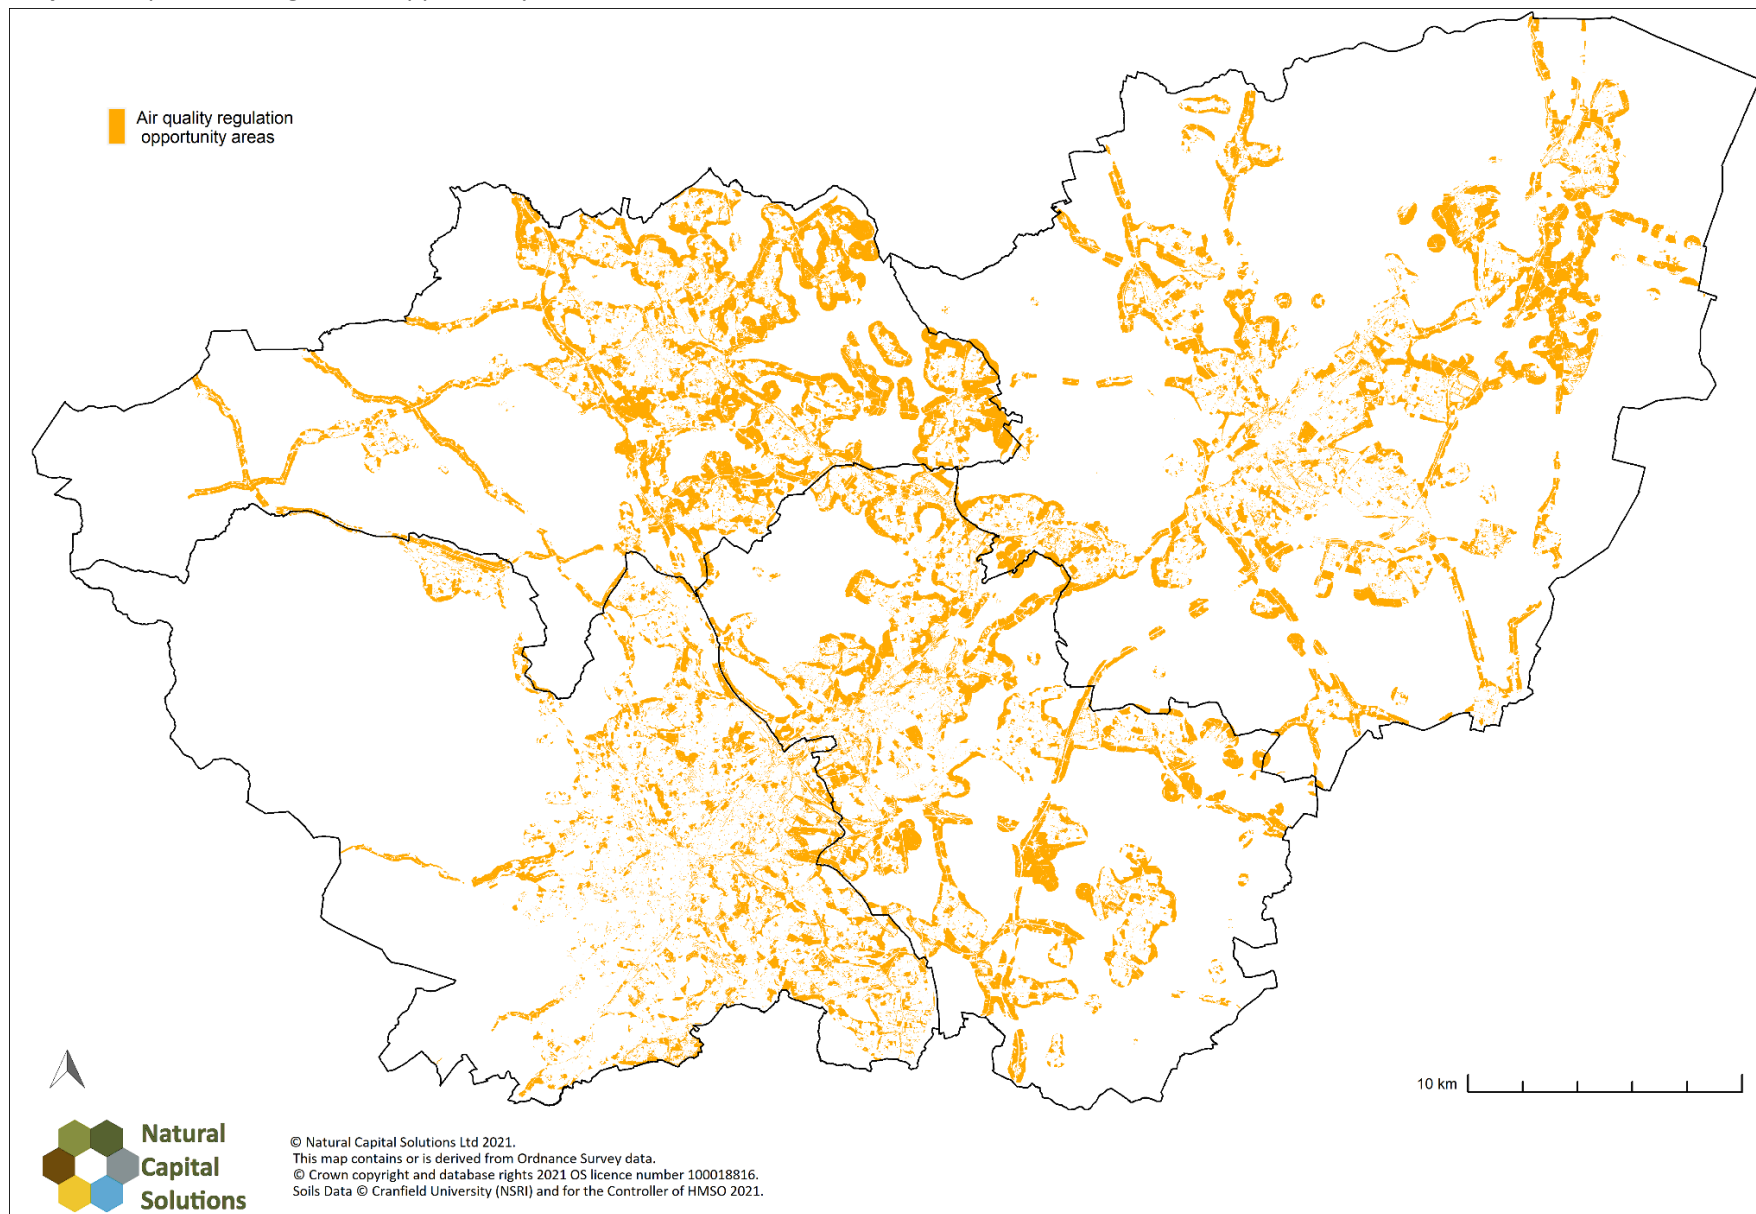 Air quality regulation
opportunity areas
10 km
Natural
Capital
Solutions
© Natural Capital Solutions Ltd 2021.
This map contains or is derived from Ordnance Survey data.
© Crown copyright and database rights 2021 OS licence number 100018816.
Soils Data © Cranfield University (NSRI) and for the Controller of HMSO 2021.